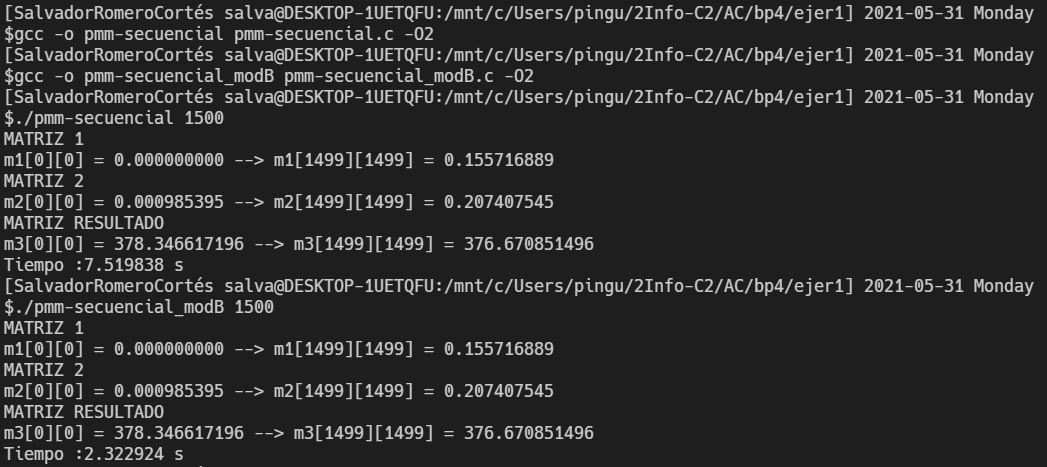 [SalvadorRomeroCortés salva@DESKTOP-1UETQFU:/mnt/c/Users/pingu/2Info-C2/AC/bp4/ejer1] 2021-05-31 Monday
$gcc -o pmm-secuencial pmm-secuencial.c -O2
[SalvadorRomeroCortés salva@DESKTOP-1UETQFU:/mnt/c/Users/pingu/2Info-C2/AC/bp4/ejer1] 2021-05-31 Monday
$gcc -o pmm-secuencial_modB pmm-secuencial_modB.c -O2
[SalvadorRomeroCortés salva@DESKTOP-1UETQFU:/mnt/c/Users/pingu/2Info-C2/AC/bp4/ejer1] 2021-05-31 Monday
$./pmm-secuencial 1500
MATRIZ 1
m1[0][0] = 0.000000000 --> m1[1499][1499] = 0.155716889
MATRIZ 2
m2[0][0] = 0.000985395 --> m2[1499][1499] = 0.207407545
MATRIZ RESULTADO
m3[0][0] = 378.346617196 --> m3[1499][1499] = 376.670851496
Tiempo :7.519838 s
[SalvadorRomeroCortés salva@DESKTOP-1UETQFU:/mnt/c/Users/pingu/2Info-C2/AC/bp4/ejer1] 2021-05-31 Monday
$./pmm-secuencial_modB 1500
MATRIZ 1
m1[0][0] = 0.000000000 --> m1[1499][1499] = 0.155716889
MATRIZ 2
m2[0][0] = 0.000985395 --> m2[1499][1499] = 0.207407545
MATRIZ RESULTADO
m3[0][0] = 378.346617196 --> m3[1499][1499] = 376.670851496
Tiempo :2.322924 s